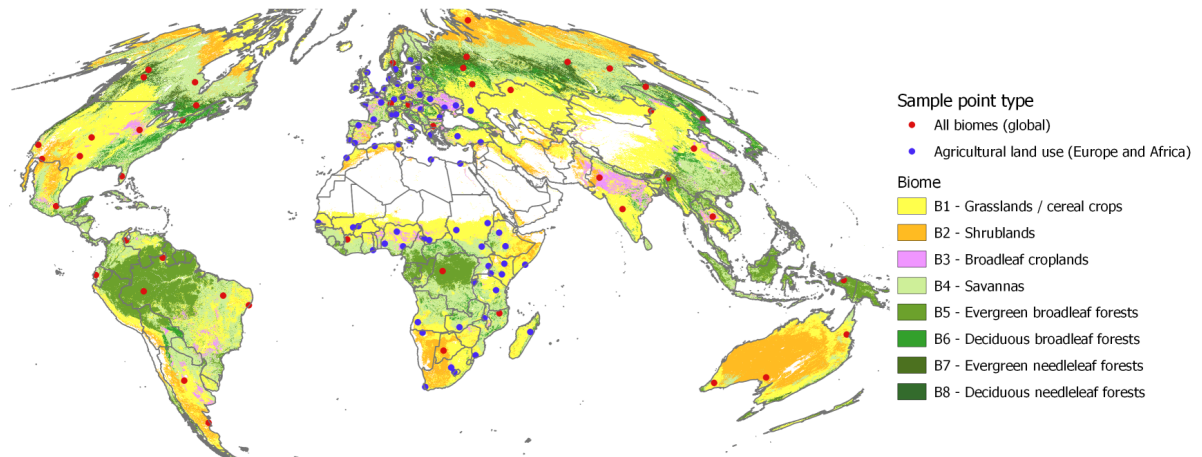 Sample point type
All biomes (global)
Agricultural land use (Europe and Africa)
Biome
B1 - Grasslands / cereal crops
B2 - Shrublands
B3 - Broadleaf croplands
B4 - Savannas
B5 - Evergreen broadleaf forests
B6 - Deciduous broadleaf forests
B7 - Evergreen needleleaf forests
B8 - Deciduous needleleaf forests